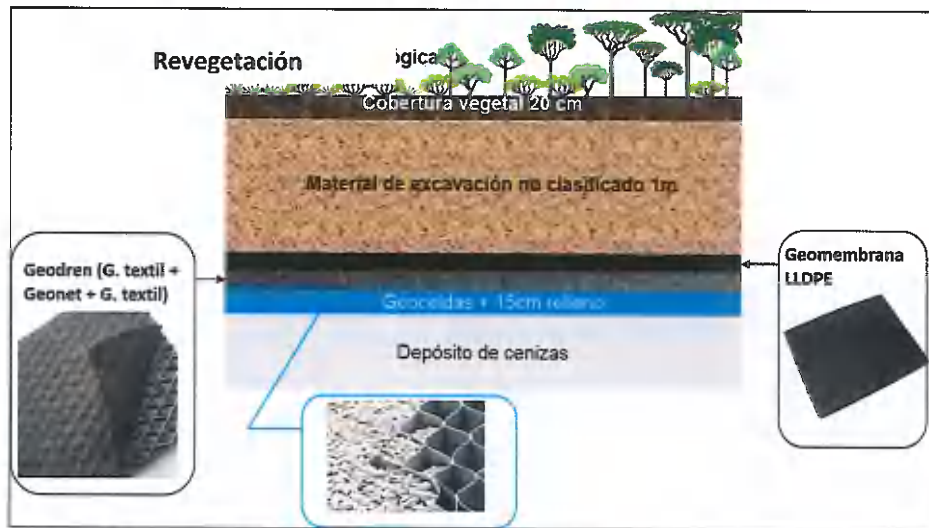 Revegetación
ógica
Cobertura vegetal 20 cm
Material de excavación no clasificado 1m
Geodren (G. textil +
Geonet + G. textil)
Geomembrana
LLDPE
Geoceldas + 15cm relleno
Depósito de cenizas